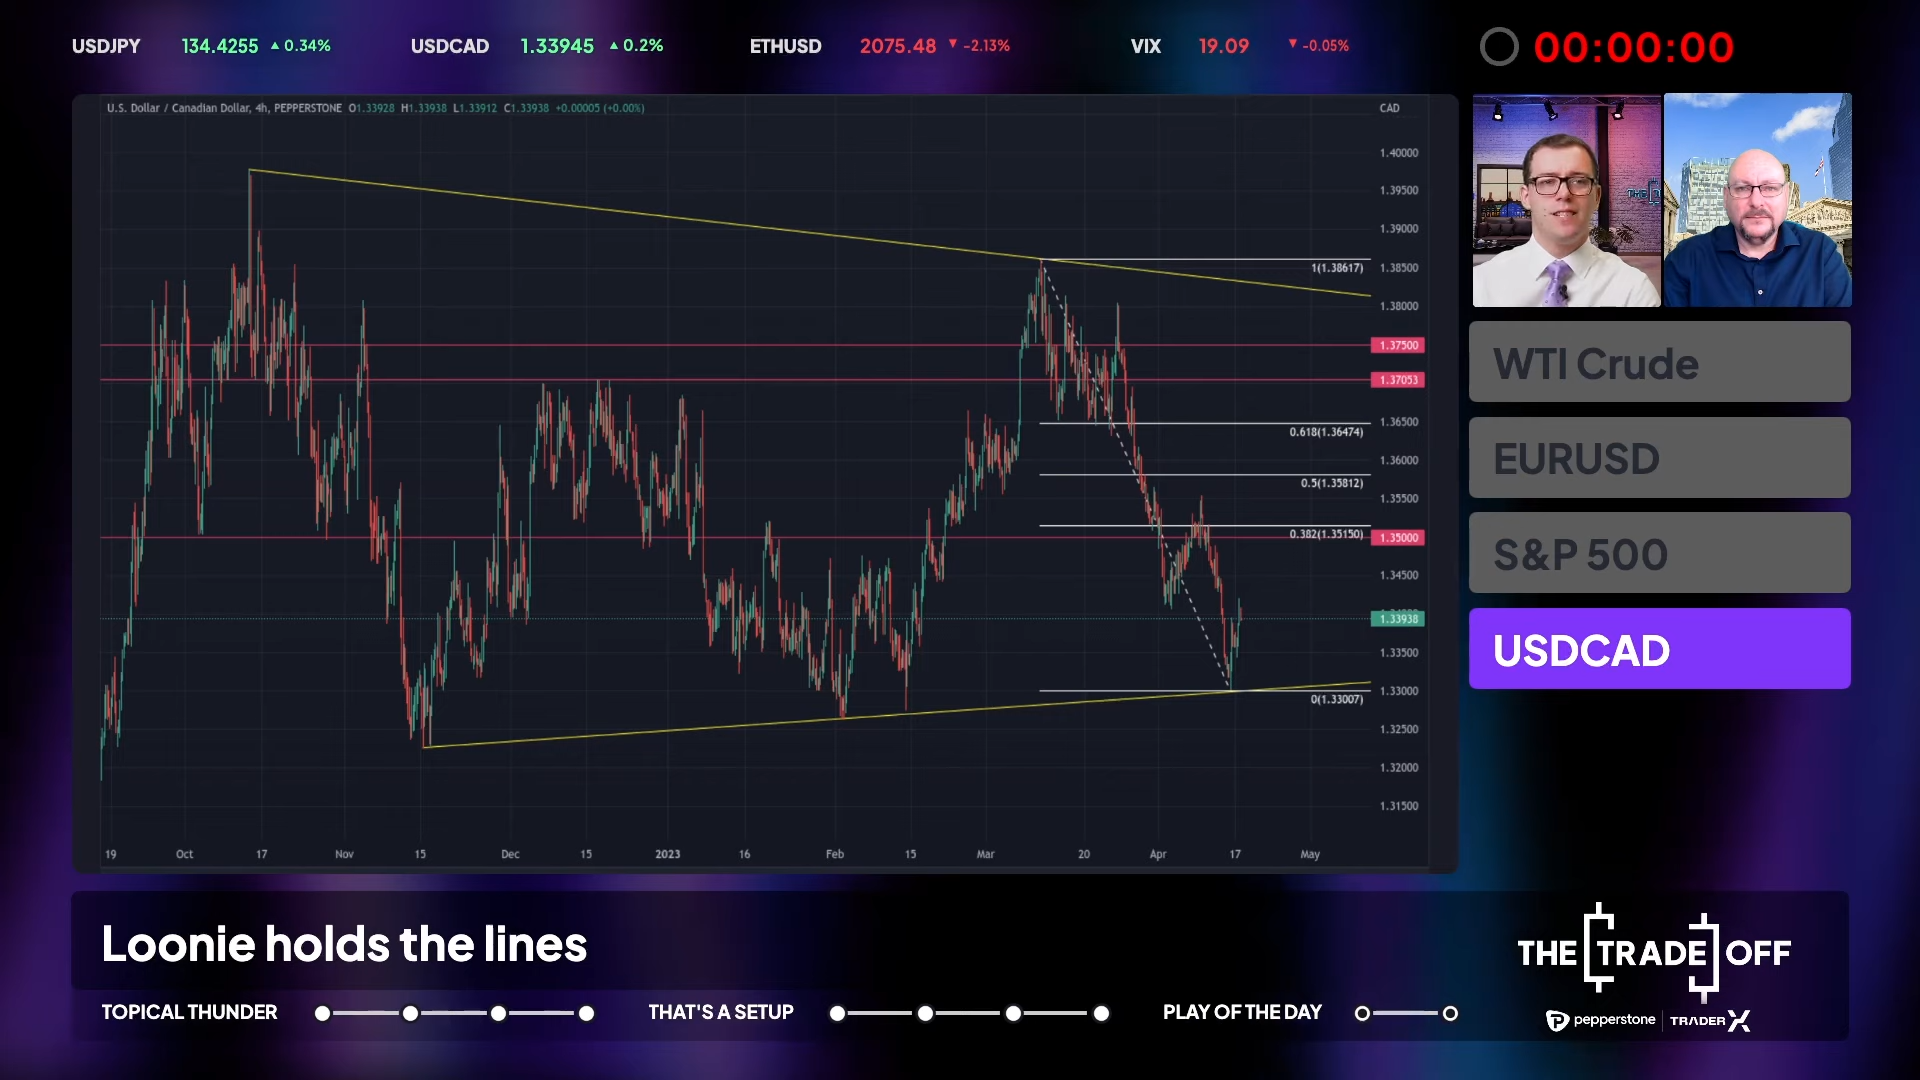 USDJPY 134.4255 ▲ 0.34% USDCAD 1.33945 ▲ 0.2% ETHUSD 2075.48 ▼ -2.13% VIX 19.09 ▼ -0.05% 00:00:00
U.S. Dollar / Canadian Dollar, 4h, PEPPERSTONE O1.33928 H1.33938 L1.33912 C1.33938 +0.00005 (+0.00%)
CAD
1.40000
1.39500
1.39000
1(1.38617)
1.38500
1.38000
1.37500
1.37053
1.36500
0.618(1.36474)
1.36000
0.5(1.35812)
1.35500
0.382(1.35150)
1.35000
1.34500
1.33938
1.33500
1.33000
0(1.33007)
1.32500
1.32000
1.31500
19 Oct 17 Nov 15 Dec 15 2023 16 Feb 15 Mar 20 Apr 17 May
WTI Crude
EURUSD
S&P 500
USDCAD
Loonie holds the lines
TOPICAL THUNDER THAT'S A SETUP PLAY OF THE DAY
THE TRADE OFF
pepperstone TRADER X